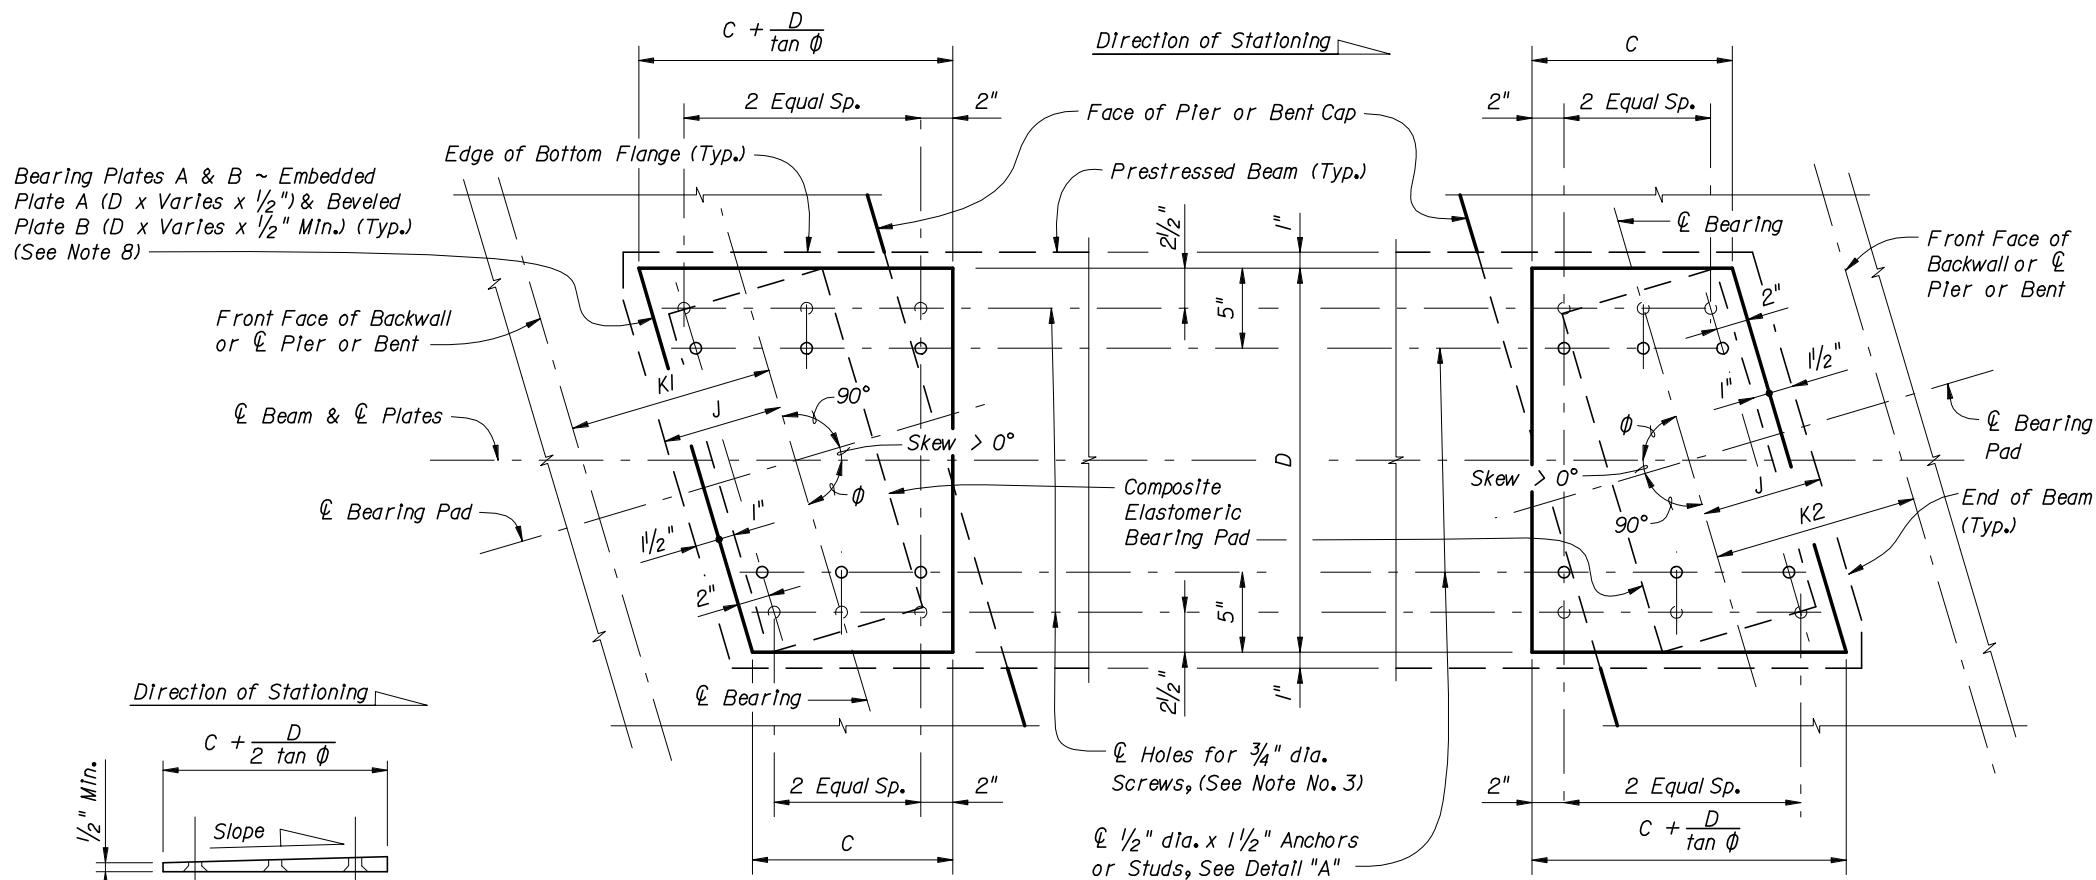 C + D
tan ϕ
Direction of Stationing
C
2 Equal Sp.
2"
2"
2 Equal Sp.
Face of Pier or Bent Cap
Edge of Bottom Flange (Typ.)
Prestressed Beam (Typ.)
Bearing Plates A & B ~ Embedded
Plate A (D x Varies x 1/2") & Beveled
Plate B (D x Varies x 1/2" Min.) (Typ.)
(See Note 8)
2 1/2"
1"
℄ Bearing
Front Face of
Backwall or ℄
Pier or Bent
Front Face of Backwall
or ℄ Pier or Bent
5"
2"
K1
J
90°
1 1/2"
1"
℄ Beam & ℄ Plates
Skew > 0°
ϕ
D
ϕ
Skew > 0°
℄ Bearing
Pad
℄ Bearing Pad
Composite
Elastomeric
Bearing Pad
90°
J
K2
End of Beam
(Typ.)
1 1/2"
1"
2"
5"
2 1/2"
1"
℄ Bearing
Direction of Stationing
C + D
2 tan ϕ
1/2" Min.
Slope
2 Equal Sp.
2"
C
℄ Holes for 3/4" dia.
Screws, (See Note No. 3)
℄ 1/2" dia. x 1 1/2" Anchors
or Studs, See Detail "A"
2"
2 Equal Sp.
C + D
tan ϕ